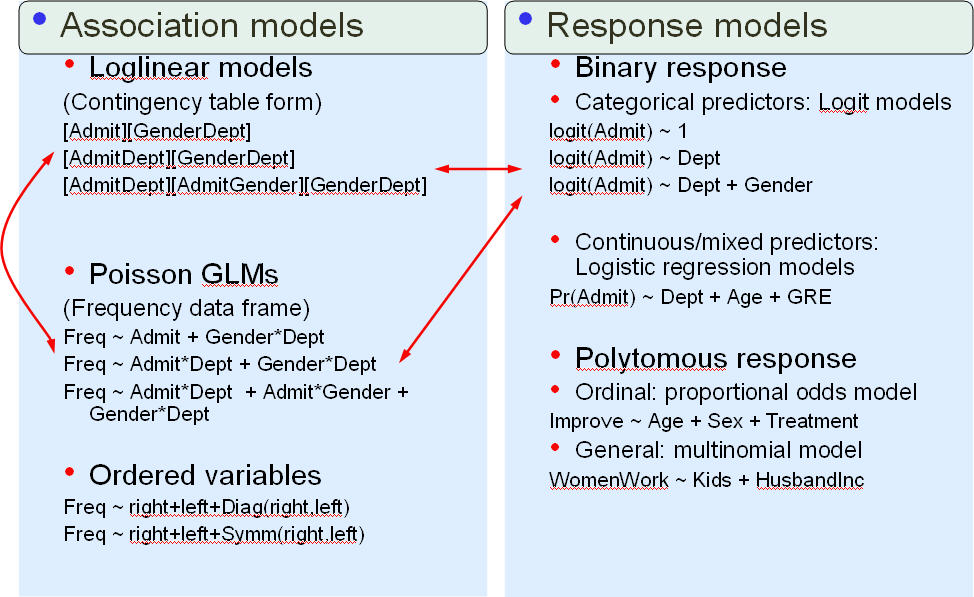 Association models
Loglinear models
(Contingency table form)
[Admit][GenderDept]
[AdmitDept][GenderDept]
[AdmitDept][AdmitGender][GenderDept]
Poisson GLMs
(Frequency data frame)
Freq ~ Admit + Gender*Dept
Freq ~ Admit*Dept + Gender*Dept
Freq ~ Admit*Dept + Admit*Gender +
Gender*Dept
Ordered variables
Freq ~ right+left+Diag(right,left)
Freq ~ right+left+Symm(right,left)
Response models
Binary response
Categorical predictors: Logit models
logit(Admit) ~ 1
logit(Admit) ~ Dept
logit(Admit) ~ Dept + Gender
Continuous/mixed predictors:
Logistic regression models
Pr(Admit) ~ Dept + Age + GRE
Polytomous response
Ordinal: proportional odds model
Improve ~ Age + Sex + Treatment
General: multinomial model
WomenWork ~ Kids + HusbandInc